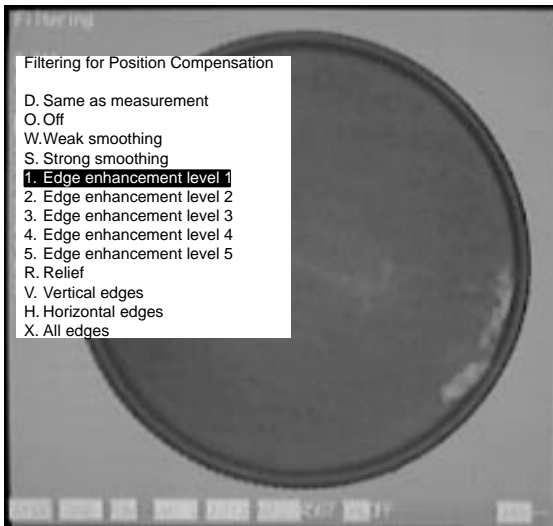 Filtering
Filtering for Position Compensation
D. Same as measurement
O. Off
W.Weak smoothing
S. Strong smoothing
1. Edge enhancement level 1
2. Edge enhancement level 2
3. Edge enhancement level 3
4. Edge enhancement level 4
5. Edge enhancement level 5
R. Relief
V. Vertical edges
H. Horizontal edges
X. All edges